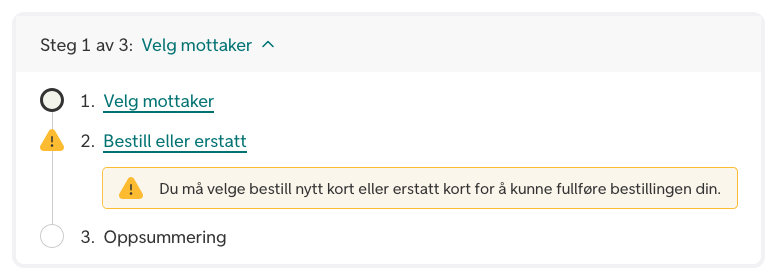 Steg 1 av 3: Velg mottaker
1. Velg mottaker
2. Bestill eller erstatt
Du må velge bestill nytt kort eller erstatt kort for å kunne fullføre bestillingen din.
3. Oppsummering